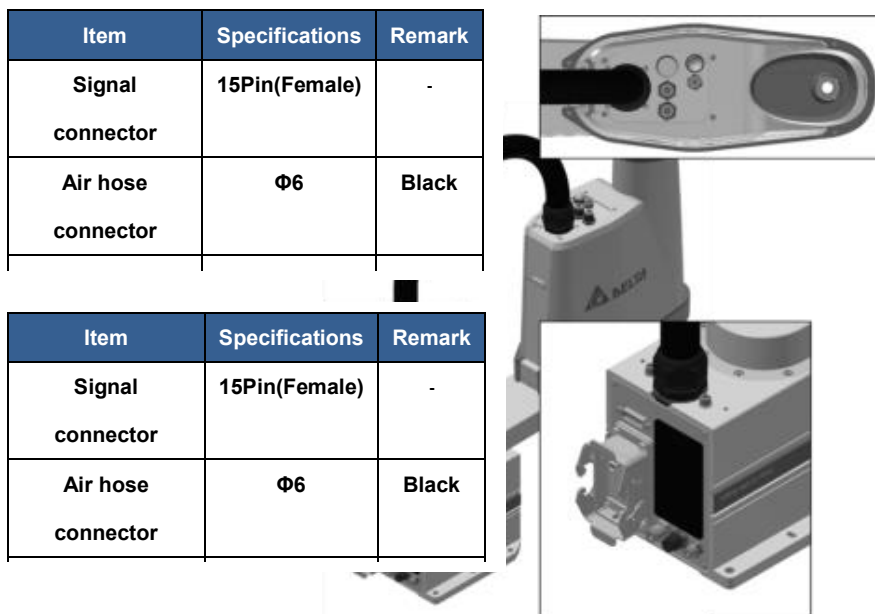 Item Specifications Remark
Signal connector 15Pin(Female) -
Air hose connector Φ6 Black
DELTA
Item Specifications Remark
Signal connector 15Pin(Female) -
Air hose connector Φ6 Black